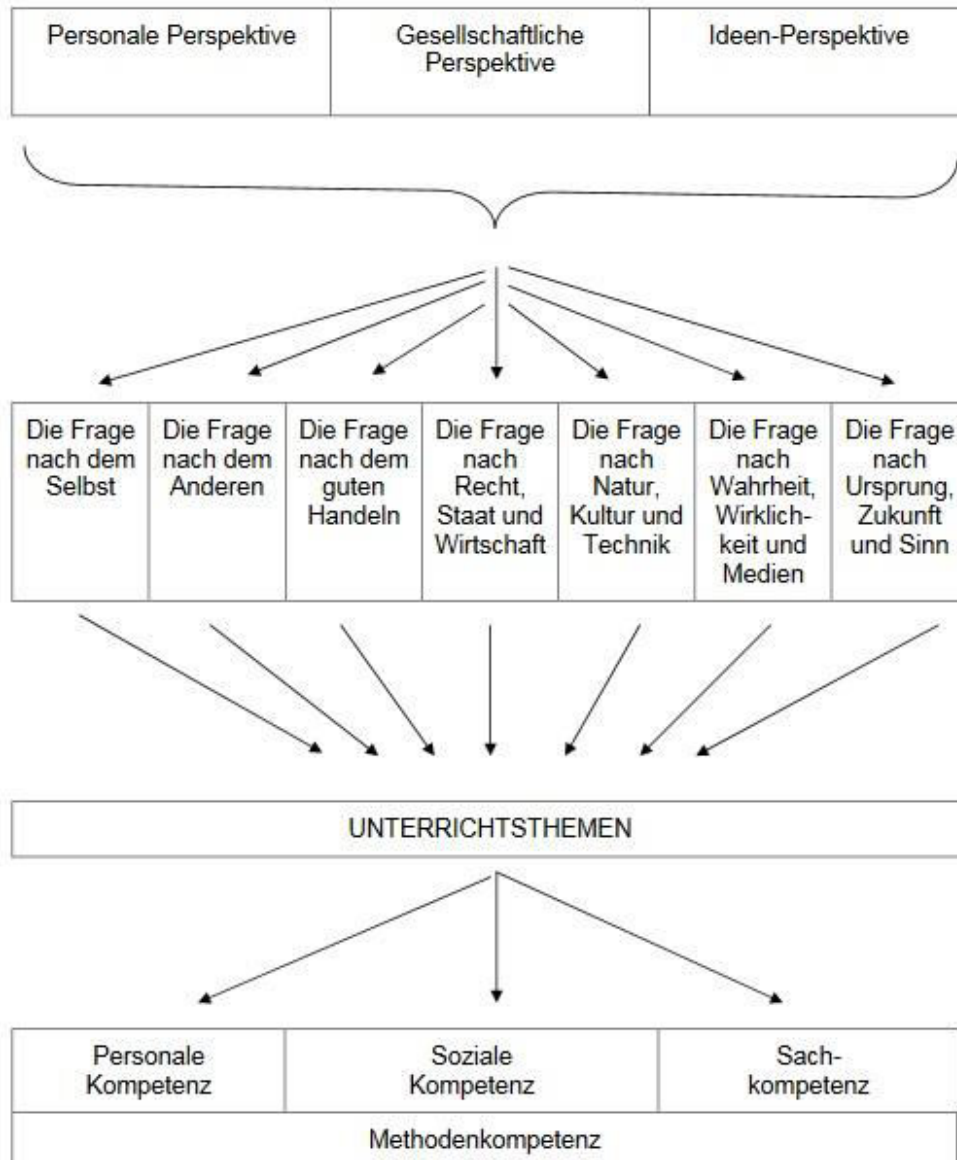 Personale Perspektive
Gesellschaftliche
Perspektive
Ideen-Perspektive
Die Frage
nach dem
Selbst
Die Frage
nach dem
Anderen
Die Frage
nach dem
guten
Handeln
Die Frage
nach
Recht,
Staat und
Wirtschaft
Die Frage
nach
Natur,
Kultur und
Technik
Die Frage
nach
Wahrheit,
Wirklich-
keit und
Medien
Die Frage
nach
Ursprung,
Zukunft
und Sinn
UNTERRICHTSTHEMEN
Personale
Kompetenz
Soziale
Kompetenz
Sach-
kompetenz
Methodenkompetenz